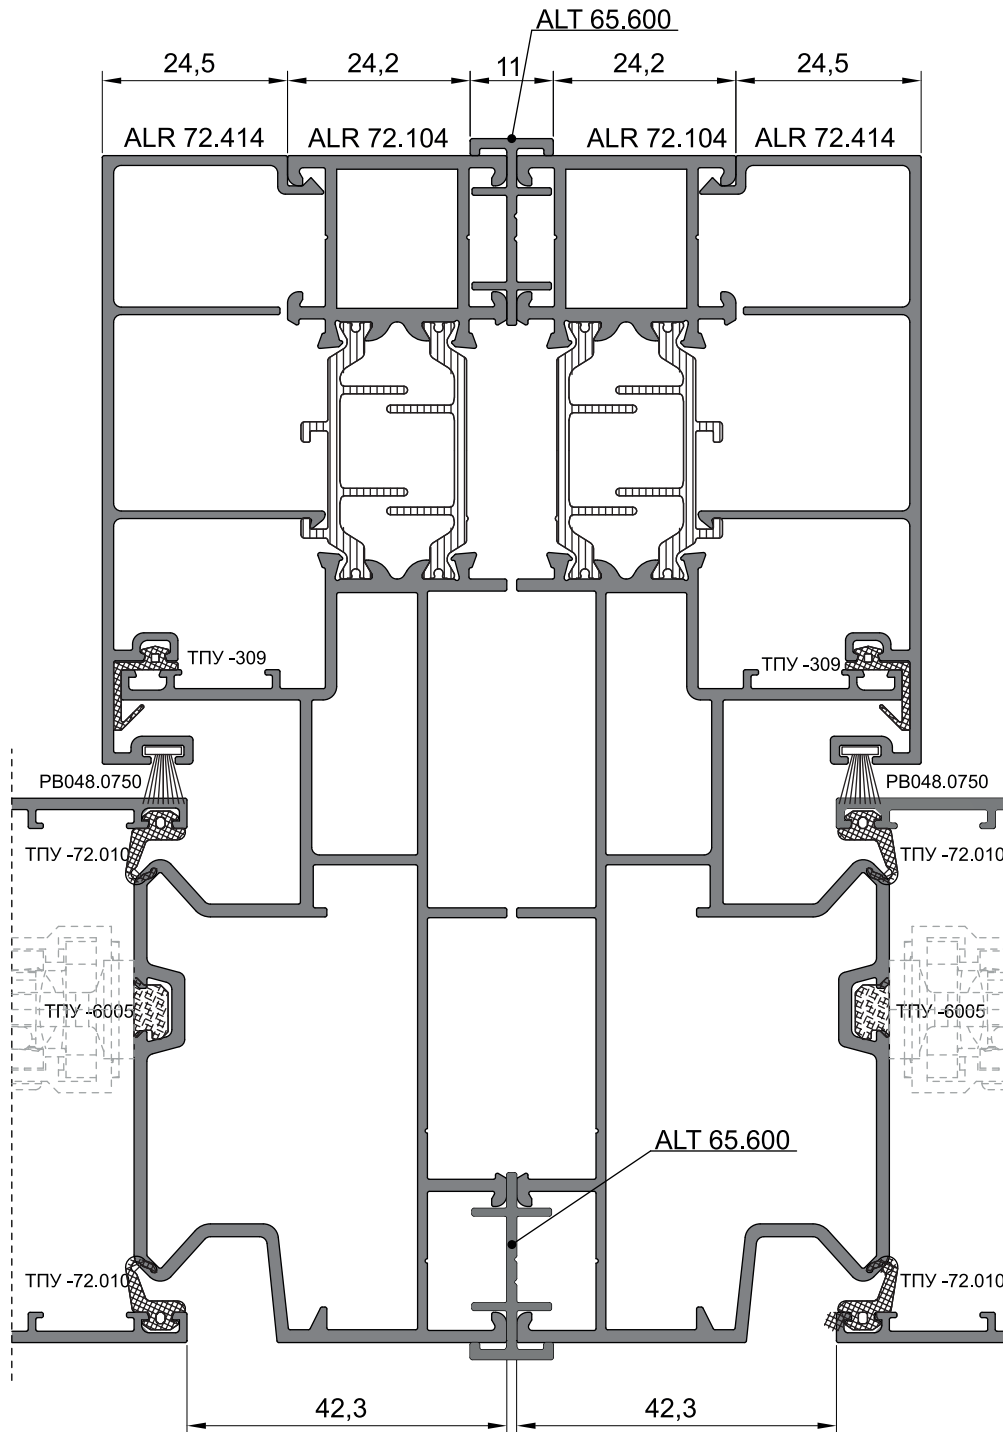 ALT 65.600
24,5 24,2 11 24,2 24,5
ALR 72.414 ALR 72.104 ALR 72.104 ALR 72.414
ТПУ -309 ТПУ -309
PB048.0750 PB048.0750
ТПУ -72.010 ТПУ -72.010
ТПУ -6005 ТПУ -6005
ALT 65.600
ТПУ -72.010 ТПУ -72.010
42,3 42,3